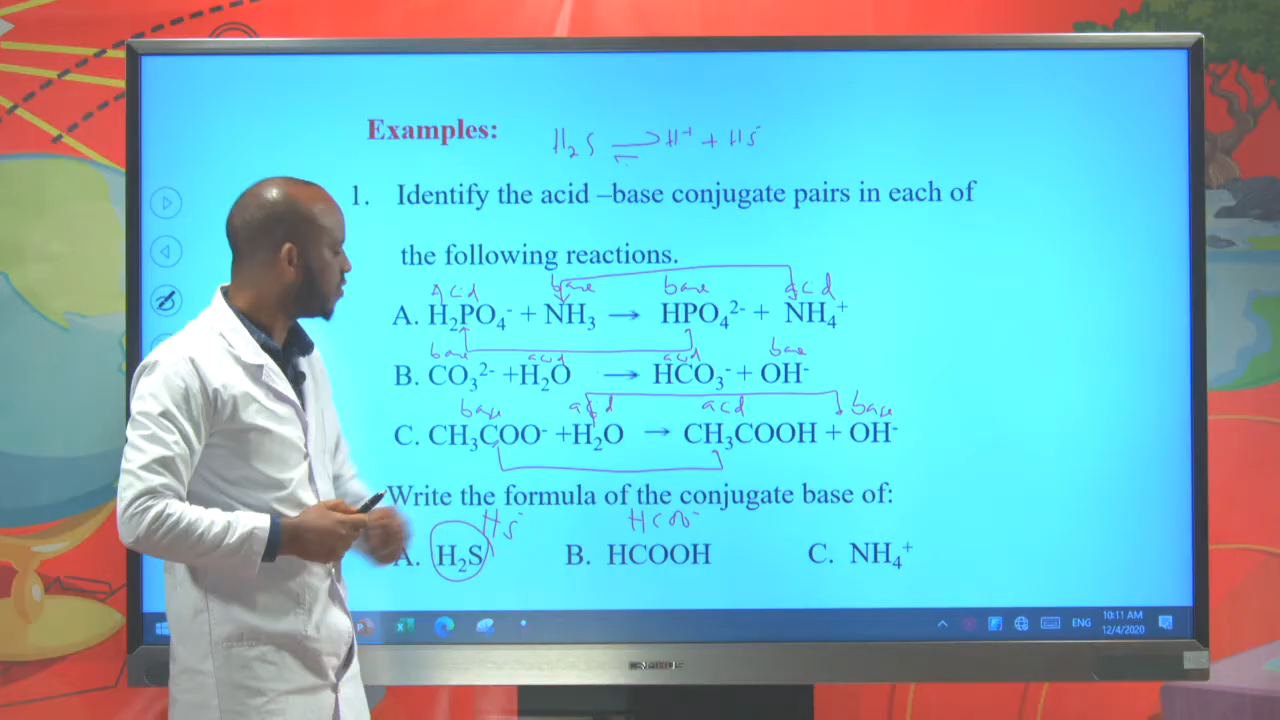 Examples: H₂S ⇌ H⁺ + HS⁻
1. Identify the acid –base conjugate pairs in each of
the following reactions.
Acid base base acid
A. H₂PO₄⁻ + NH₃ → HPO₄²⁻ + NH₄⁺
base acid acid base
B. CO₃²⁻ +H₂O → HCO₃⁻ + OH⁻
base acid acid base
C. CH₃COO⁻ +H₂O → CH₃COOH + OH⁻
Write the formula of the conjugate base of:
HS⁻ HCOO⁻
A. H₂S B. HCOOH C. NH₄⁺
ENG 10:11 AM
12/4/2020